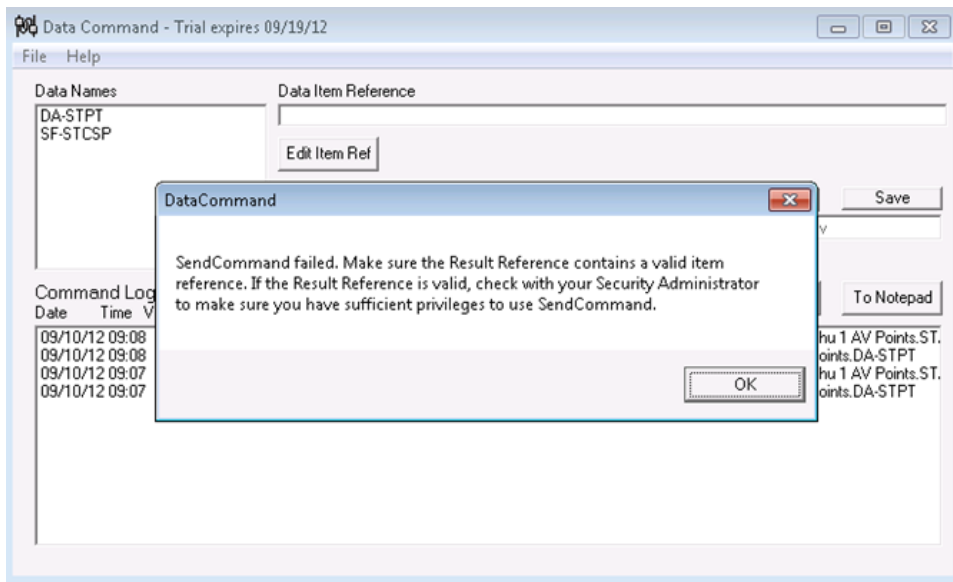 Data Command - Trial expires 09/19/12
File Help
Data Names
Data Item Reference
DA-STPT
SF-STCSP
Edit Item Ref
DataCommand
Save
v
SendCommand failed. Make sure the Result Reference contains a valid item
reference. If the Result Reference is valid, check with your Security Administrator
to make sure you have sufficient privileges to use SendCommand.
OK
Command Log
To Notepad
Date Time V
09/10/12 09:08 hu 1 AV Points.ST.
09/10/12 09:08 oints.DA-STPT
09/10/12 09:07 hu 1 AV Points.ST.
09/10/12 09:07 oints.DA-STPT